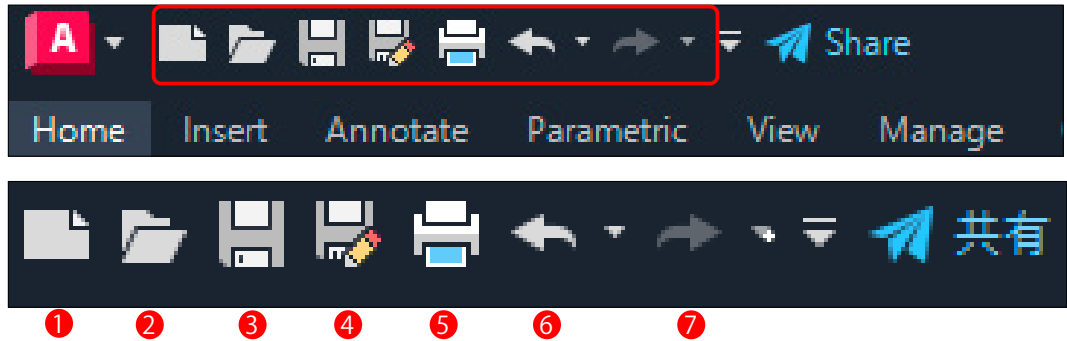 A Share
Home Insert Annotate Parametric View Manage
共有
1 2 3 4 5 6 7